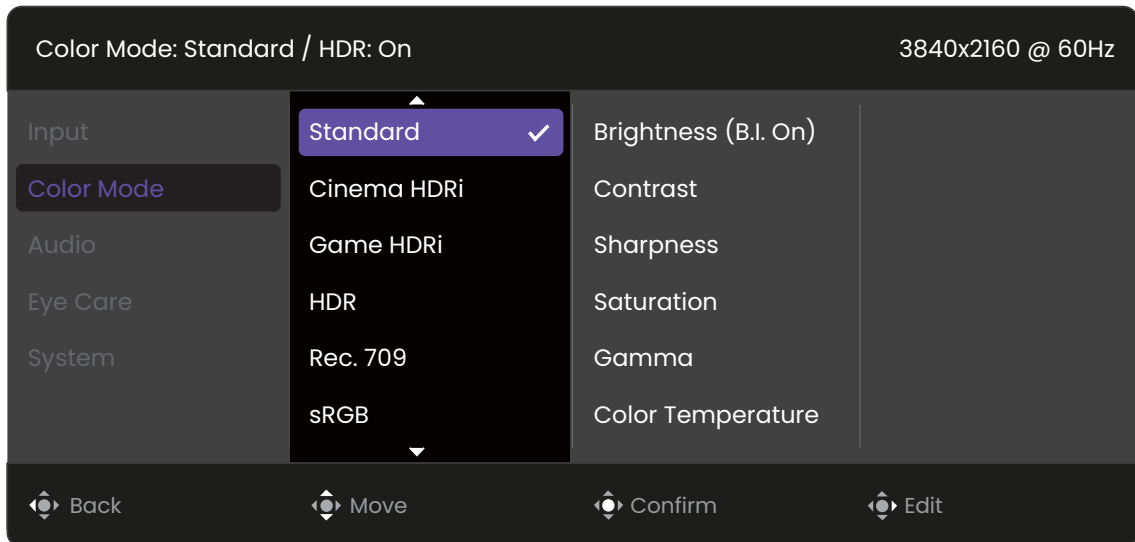 Color Mode: Standard / HDR: On
3840x2160 @ 60Hz
Input
Color Mode
Audio
Eye Care
System
Standard
Cinema HDRi
Game HDRi
HDR
Rec. 709
sRGB
Brightness (B.I. On)
Contrast
Sharpness
Saturation
Gamma
Color Temperature
Back
Move
Confirm
Edit